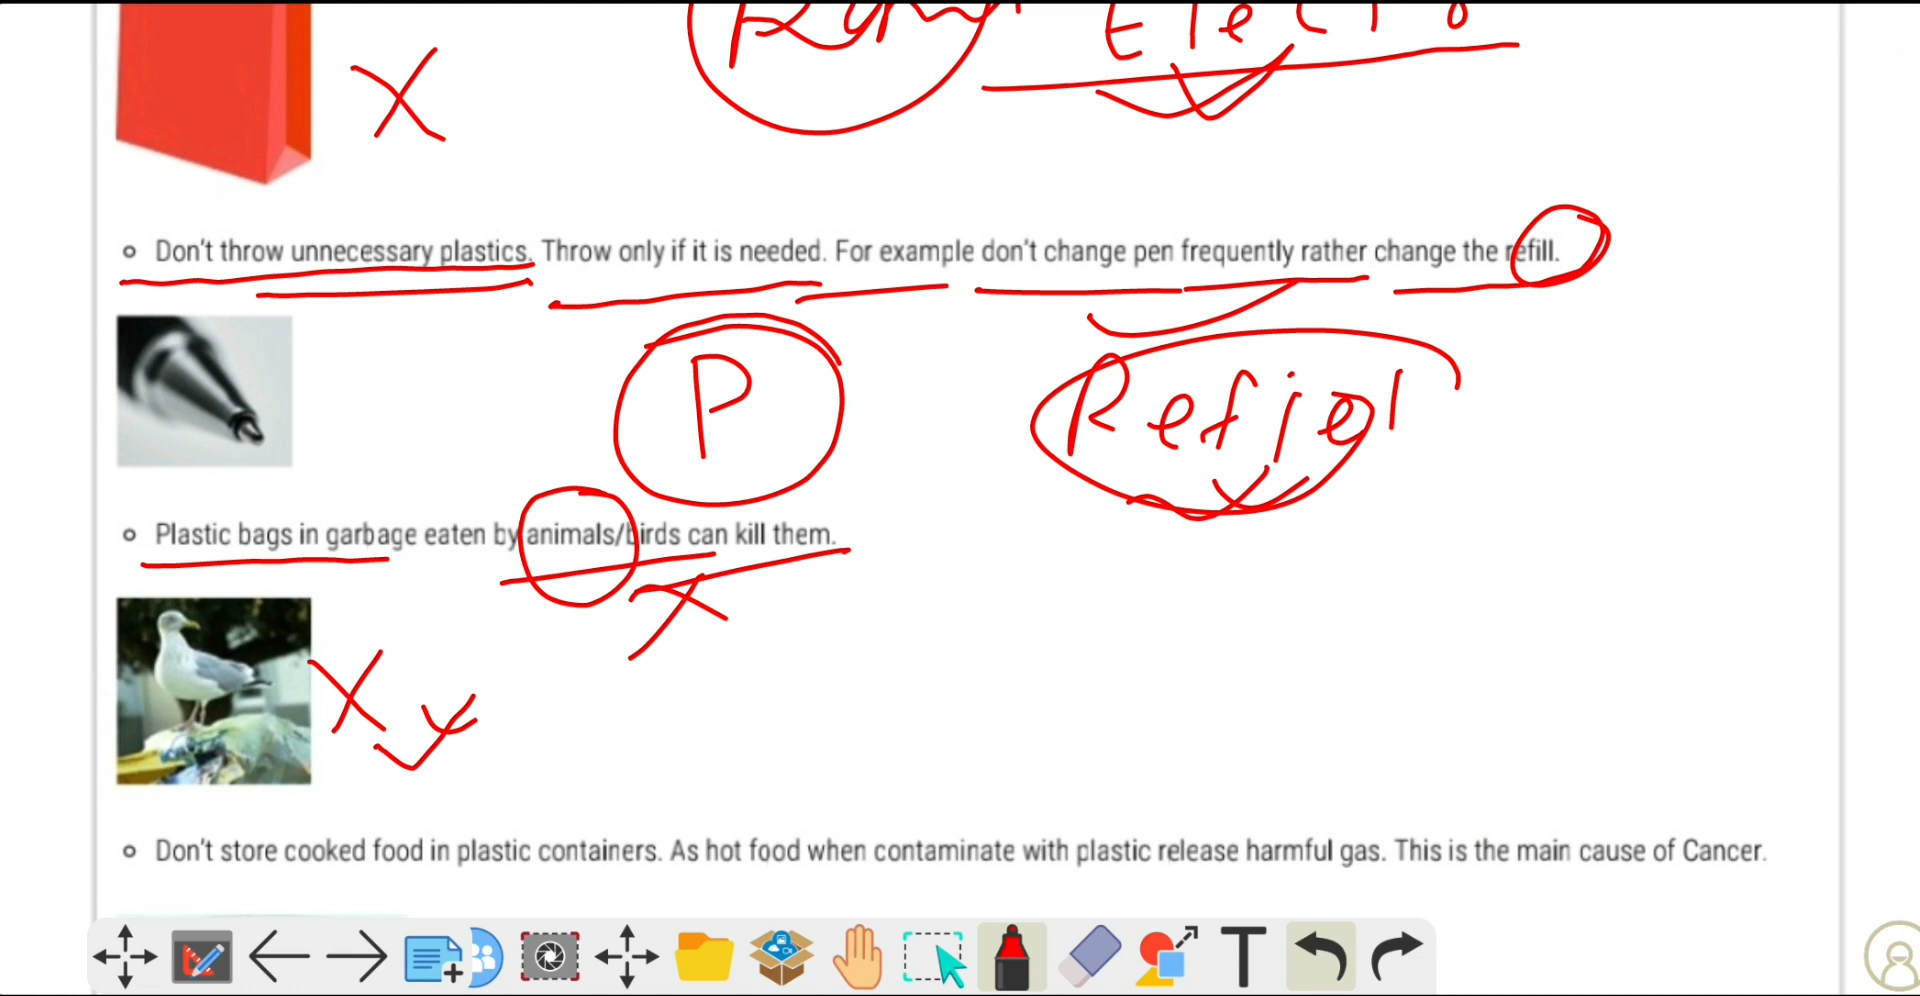 Elect
Don't throw unnecessary plastics. Throw only if it is needed. For example don't change pen frequently rather change the refill.
P
Plastic bags in garbage eaten by animals/birds can kill them.
Don't store cooked food in plastic containers. As hot food when contaminate with plastic release harmful gas. This is the main cause of Cancer.
T